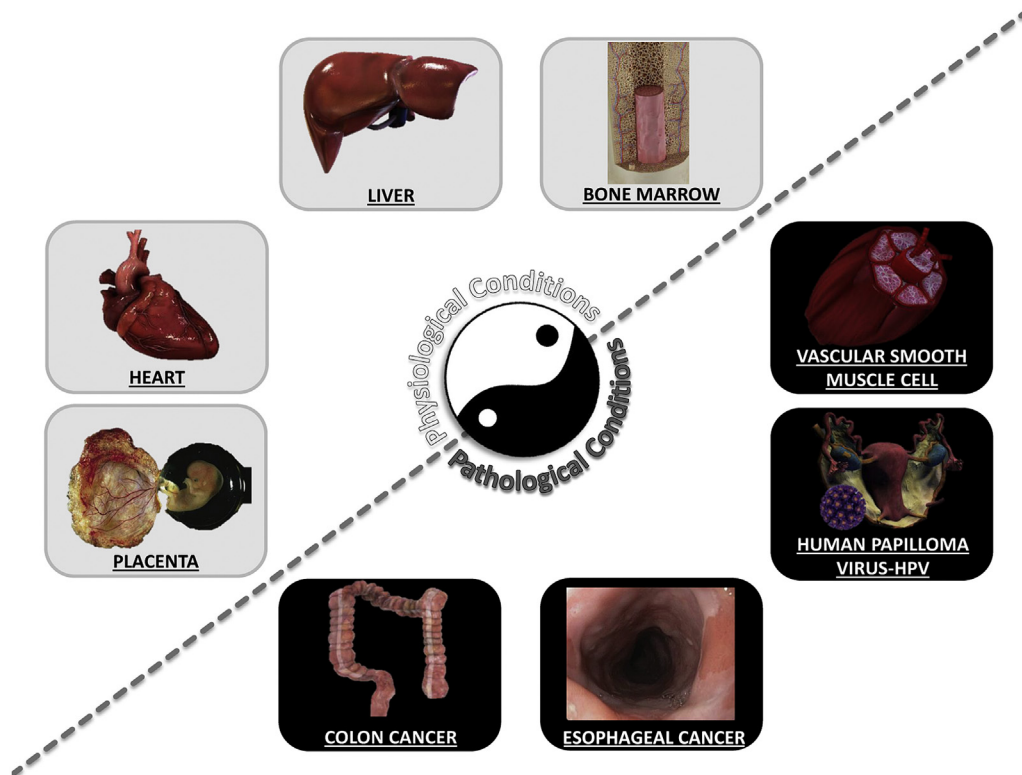 LIVER
BONE MARROW
HEART
VASCULAR SMOOTH
MUSCLE CELL
Physiological Conditions
Pathological Conditions
PLACENTA
HUMAN PAPILLOMA
VIRUS-HPV
COLON CANCER
ESOPHAGEAL CANCER